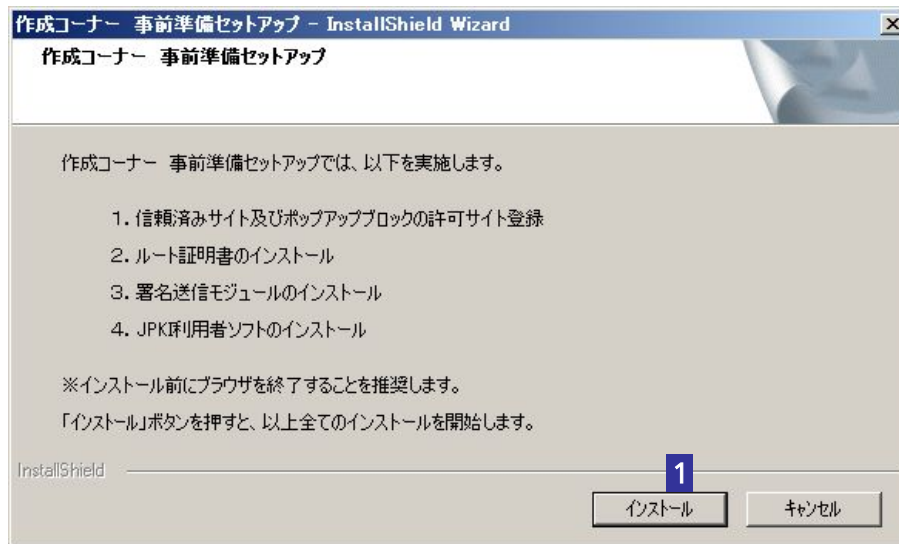 作成コーナー 事前準備セットアップ - InstallShield Wizard
作成コーナー 事前準備セットアップ
作成コーナー 事前準備セットアップでは、以下を実施します。
1. 信頼済みサイト及びポップアップブロックの許可サイト登録
2. ルート証明書のインストール
3. 署名送信モジュールのインストール
4. JPKI利用者ソフトのインストール
※インストール前にブラウザを終了することを推奨します。
「インストール」ボタンを押すと、以上全てのインストールを開始します。
InstallShield
1
インストール キャンセル